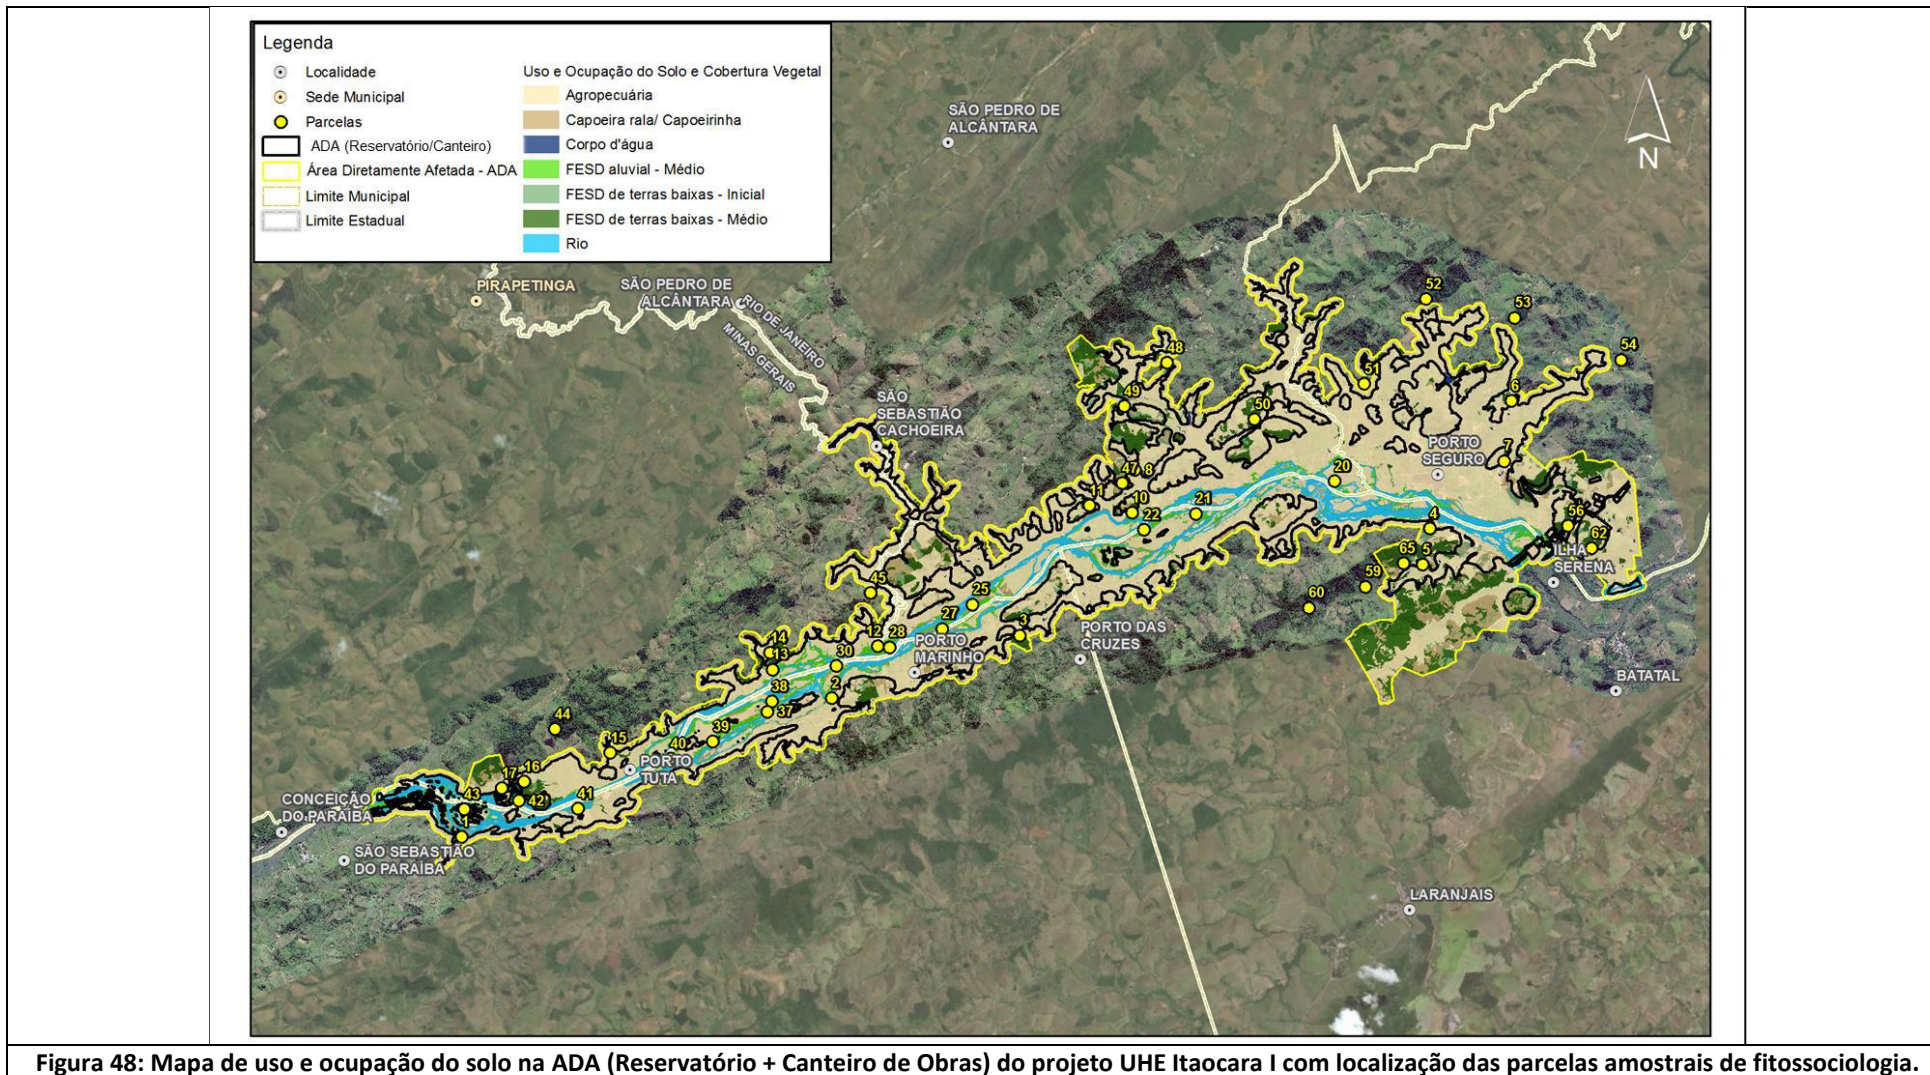 Legenda
Localidade
Sede Municipal
Parcelas
ADA (Reservatório/Canteiro)
Área Diretamente Afetada - ADA
Limite Municipal
Limite Estadual
Uso e Ocupação do Solo e Cobertura Vegetal
Agropecuária
Capoeira rala/ Capoeirinha
Corpo d'água
FESD aluvial - Médio
FESD de terras baixas - Inicial
FESD de terras baixas - Médio
Rio
N
SÃO PEDRO DE
ALCÂNTARA
PIRAPETINGA
SÃO PEDRO DE
ALCÂNTARA
RIO DE JANEIRO
MINAS GERAIS
SÃO
SEBASTIÃO
CACHOEIRA
52
53
54
48
51
6
49
50
PORTO
SEGURO
7
47
8
20
11
10
21
22
4
56
62
65
5
ILHA
SERENA
59
60
45
25
27
3
12
28
PORTO
MARINHO
PORTO DAS
CRUZES
14
13
30
2
38
37
BATATAL
44
15
39
40
PORTO
TUTA
17
16
42
41
43
1
CONCEIÇÃO
DO PARAÍBA
SÃO SEBASTIÃO
DO PARAÍBA
LARANJAIS
Figura 48: Mapa de uso e ocupação do solo na ADA (Reservatório + Canteiro de Obras) do projeto UHE Itaocara I com localização das parcelas amostrais de fitossociologia.